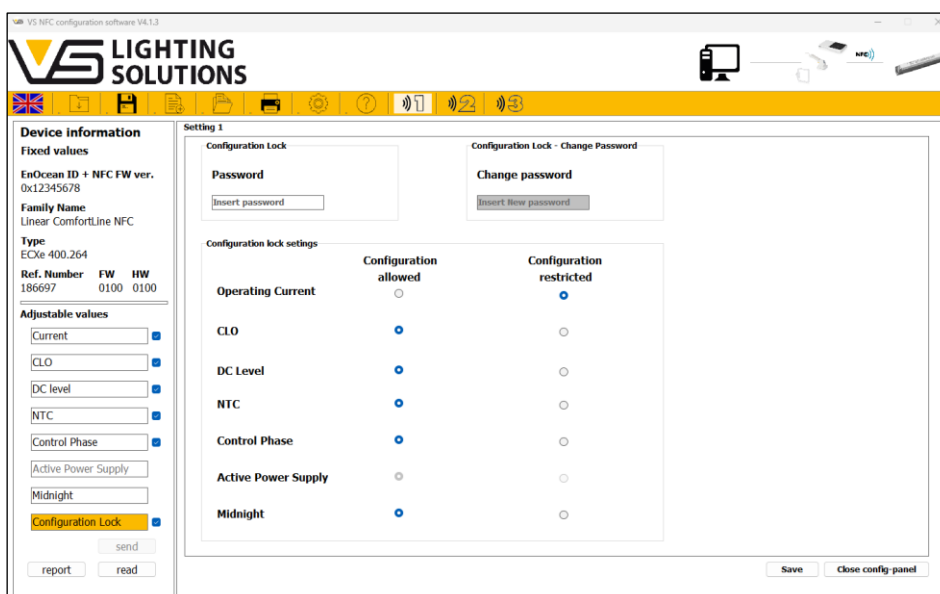 VS NFC configuration software V4.1.3
VS LIGHTING
SOLUTIONS
NFC
1 2 3
Device information
Fixed values
EnOcean ID + NFC FW ver.
0x12345678
Family Name
Linear ComfortLine NFC
Type
ECXe 400.264
Ref. Number FW HW
186697 0100 0100
Adjustable values
Current
CLO
DC level
NTC
Control Phase
Active Power Supply
Midnight
Configuration Lock
send
report read
Setting 1
Configuration Lock
Password
Insert password
Configuration Lock - Change Password
Change password
Insert New password
Configuration lock setings
Configuration
allowed
Configuration
restricted
Operating Current
CLO
DC Level
NTC
Control Phase
Active Power Supply
Midnight
Save Close config-panel